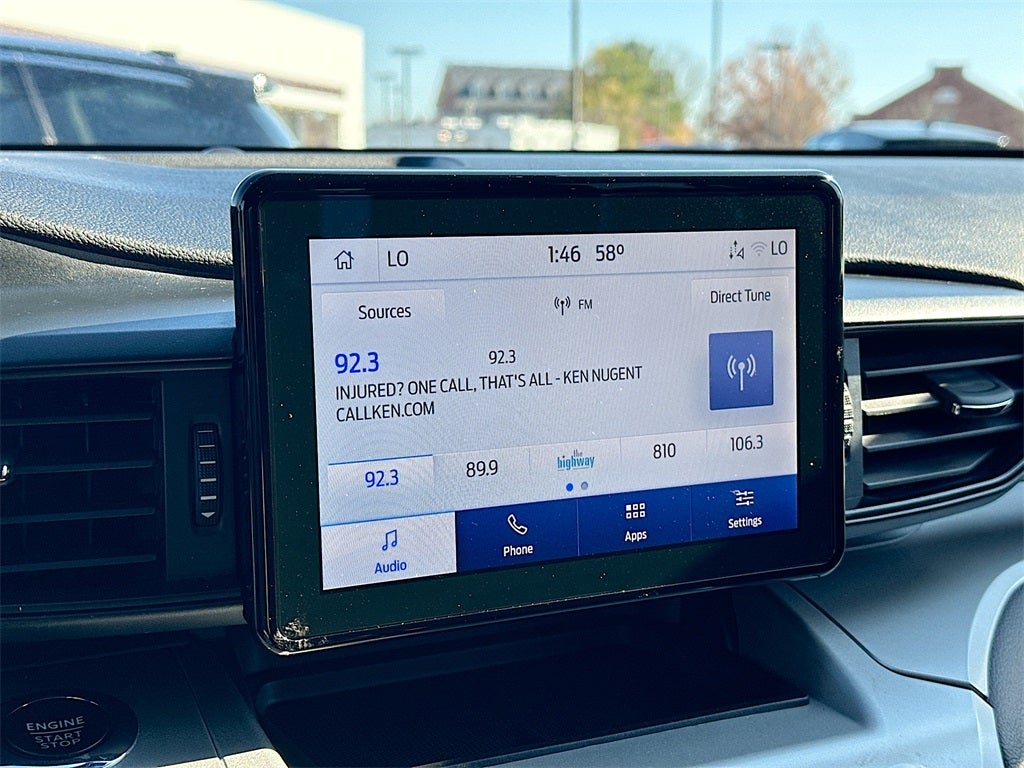 LO 1:46 58° LO
Sources FM Direct Tune
92.3 92.3
INJURED? ONE CALL, THAT'S ALL - KEN NUGENT
CALLKEN.COM
92.3 89.9 the highway 810 106.3
Audio Phone Apps Settings
ENGINE
START
STOP